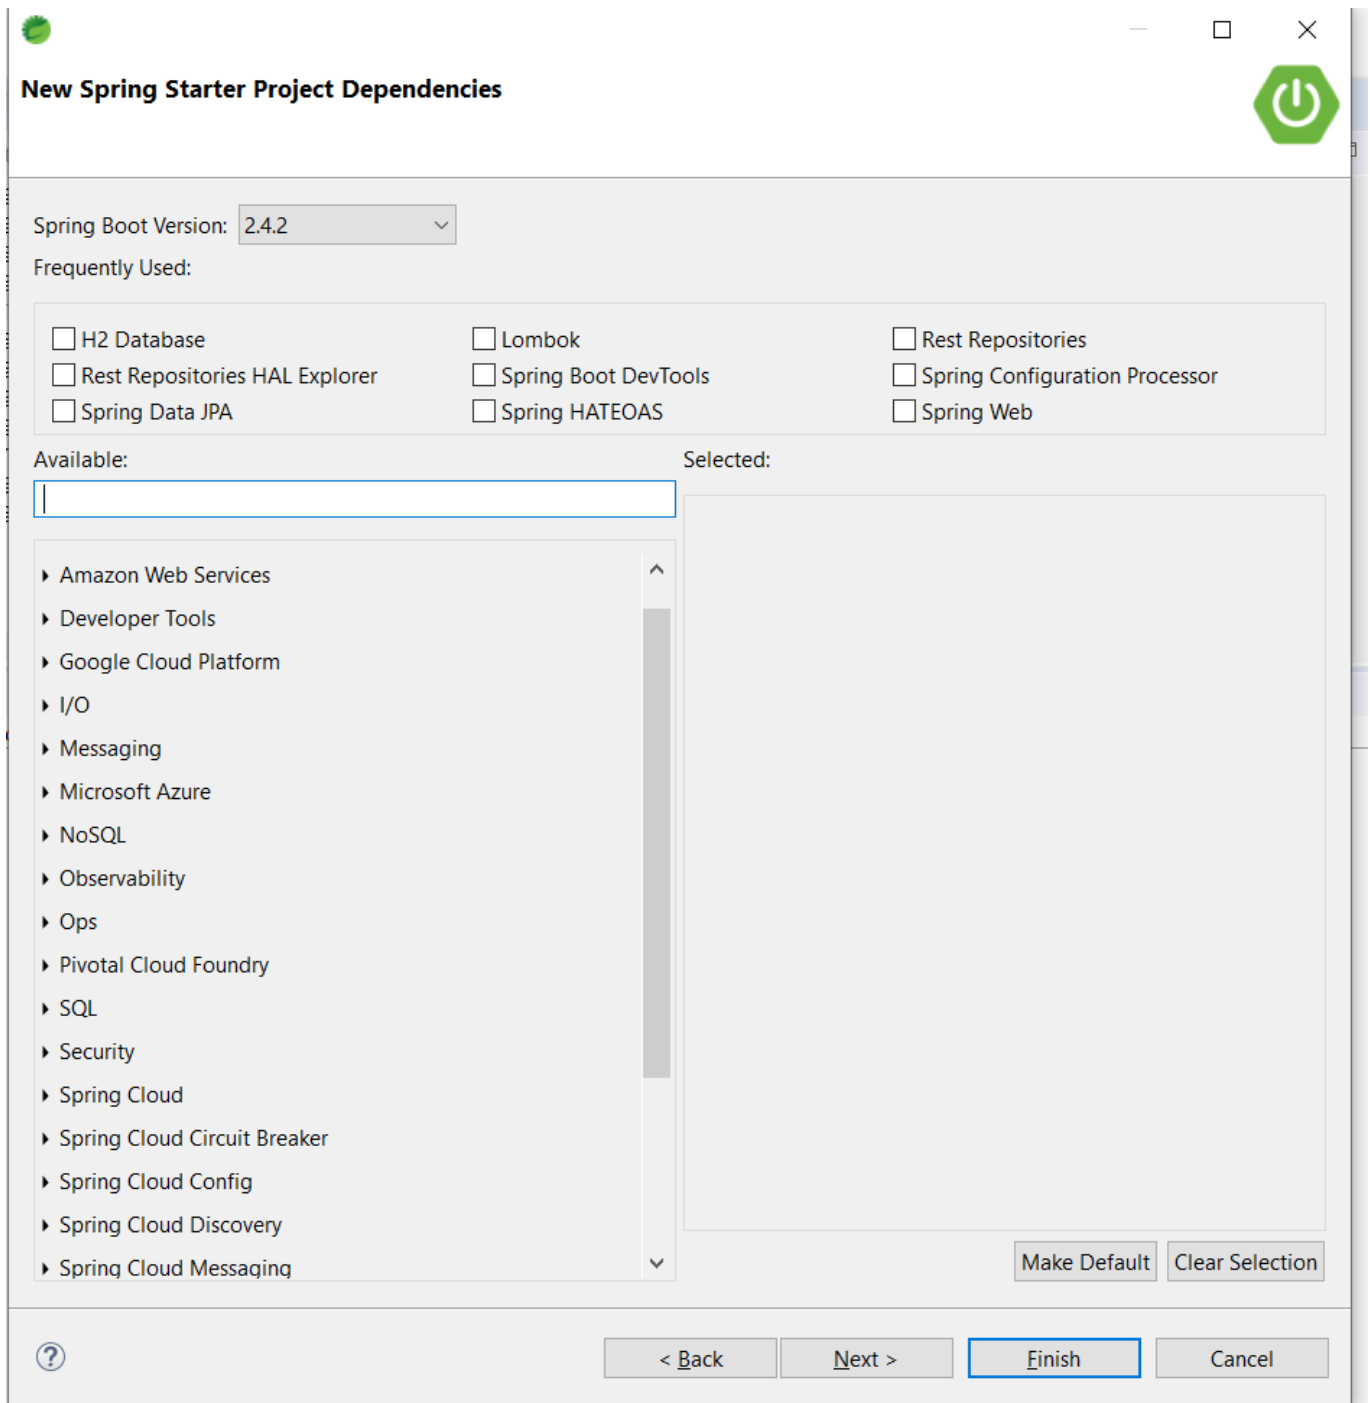 New Spring Starter Project Dependencies
Spring Boot Version: 2.4.2
Frequently Used:
H2 Database Lombok Rest Repositories
Rest Repositories HAL Explorer Spring Boot DevTools Spring Configuration Processor
Spring Data JPA Spring HATEOAS Spring Web
Available: Selected:
Amazon Web Services
Developer Tools
Google Cloud Platform
I/O
Messaging
Microsoft Azure
NoSQL
Observability
Ops
Pivotal Cloud Foundry
SQL
Security
Spring Cloud
Spring Cloud Circuit Breaker
Spring Cloud Config
Spring Cloud Discovery
Spring Cloud Messaging
Make Default Clear Selection
? < Back Next > Finish Cancel